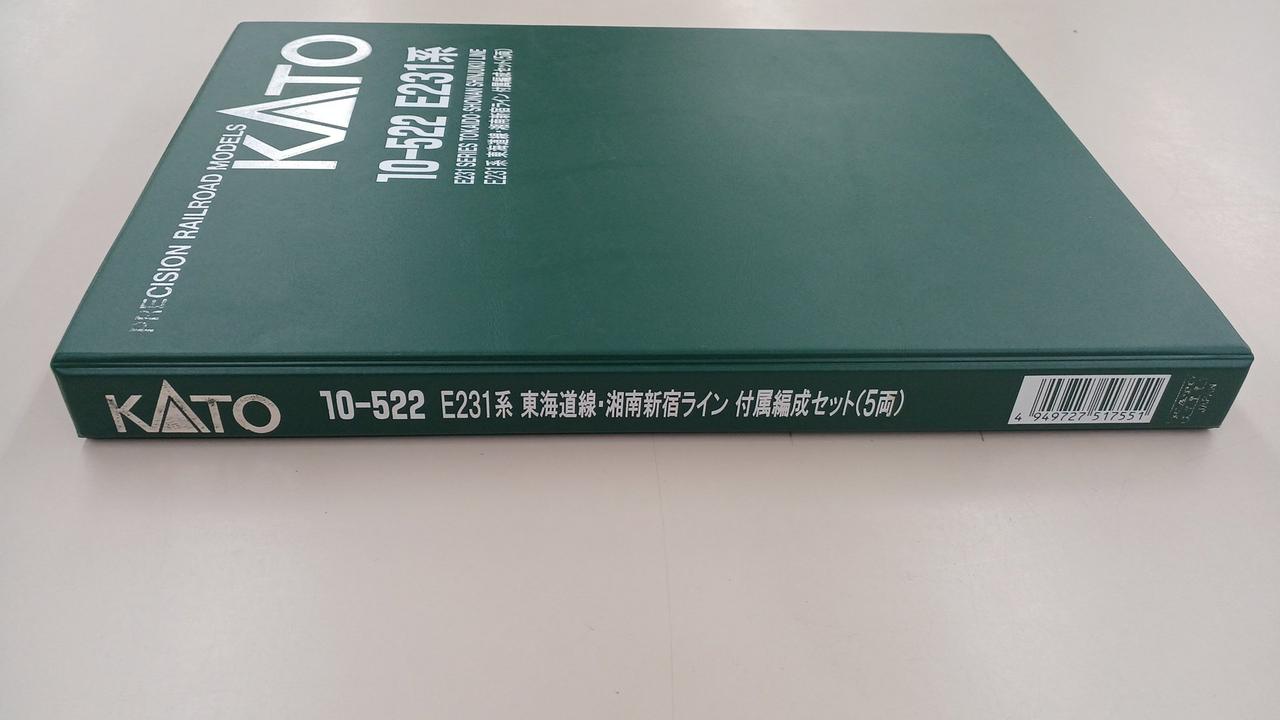 PRECISION RAILROAD MODELS
KATO
10-522 E231系
E231 SERIES TOKAIDO·SHONAN SHINJUKU LINE
E231系 東海道線・湘南新宿ライン 付属編成セット(5両)
KATO 10-522 E231系 東海道線・湘南新宿ライン 付属編成セット(5両)
4 949727 517551
JAPAN